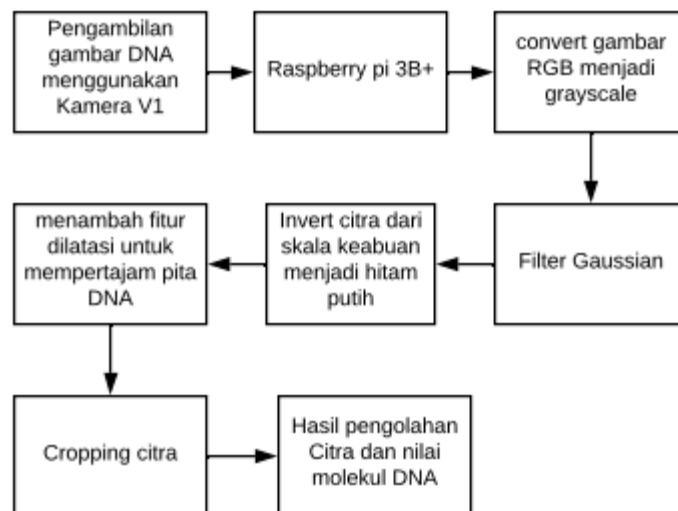 Pengambilan
gambar DNA
menggunakan
Kamera V1
Raspberry pi 3B+
convert gambar
RGB menjadi
grayscale
Filter Gaussian
Invert citra dari
skala keabuan
menjadi hitam
putih
menambah fitur
dilatasi untuk
mempertajam pita
DNA
Cropping citra
Hasil pengolahan
Citra dan nilai
molekul DNA